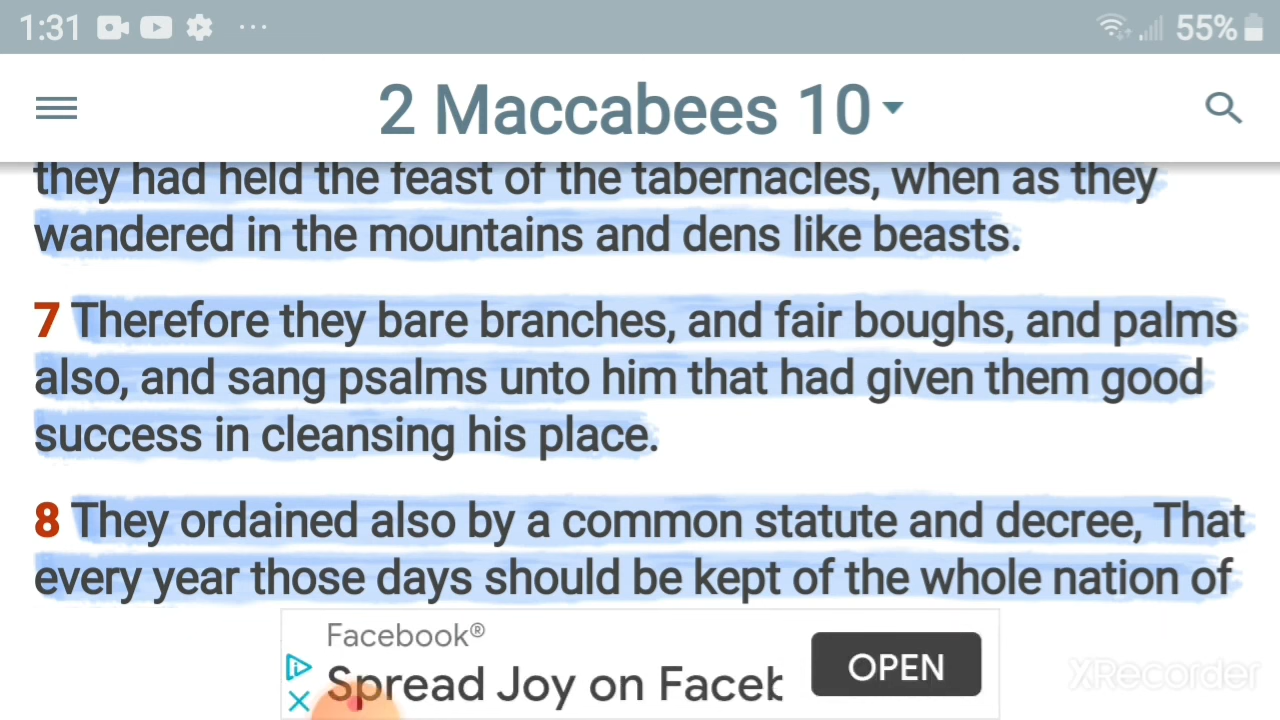 1:31 ... 55%
2 Maccabees 10
they had held the feast of the tabernacles, when as they
wandered in the mountains and dens like beasts.
7 Therefore they bare branches, and fair boughs, and palms
also, and sang psalms unto him that had given them good
success in cleansing his place.
8 They ordained also by a common statute and decree, That
every year those days should be kept of the whole nation of
Facebook®
Spread Joy on Faceb
OPEN
XRecorder